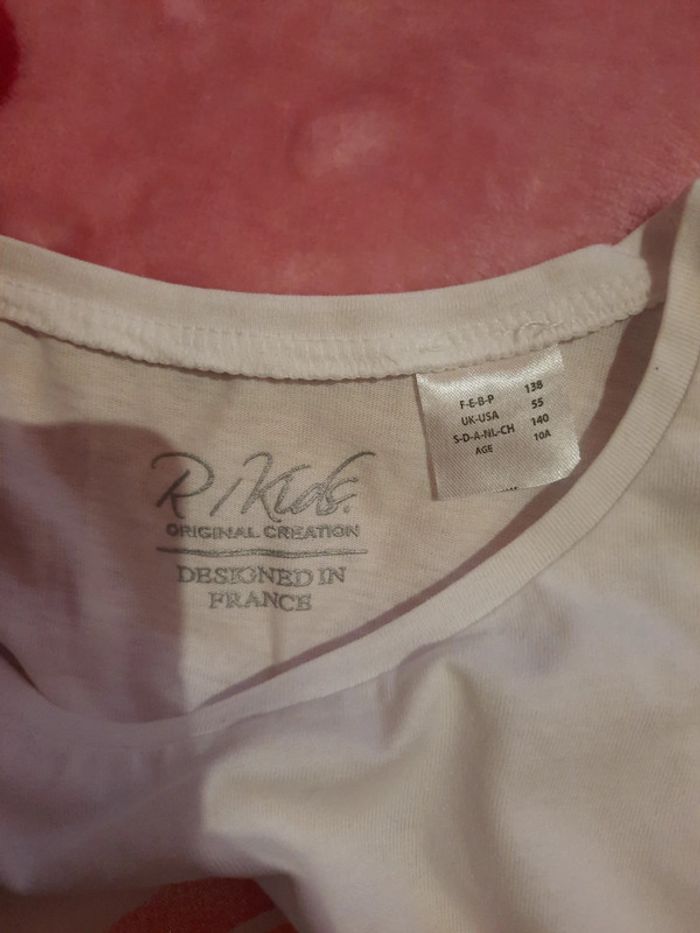 R/Kids.
ORIGINAL CREATION
DESIGNED IN
FRANCE
F-E-B-P 138
UK-USA 55
S-D-A-NL-CH 140
AGE 10A